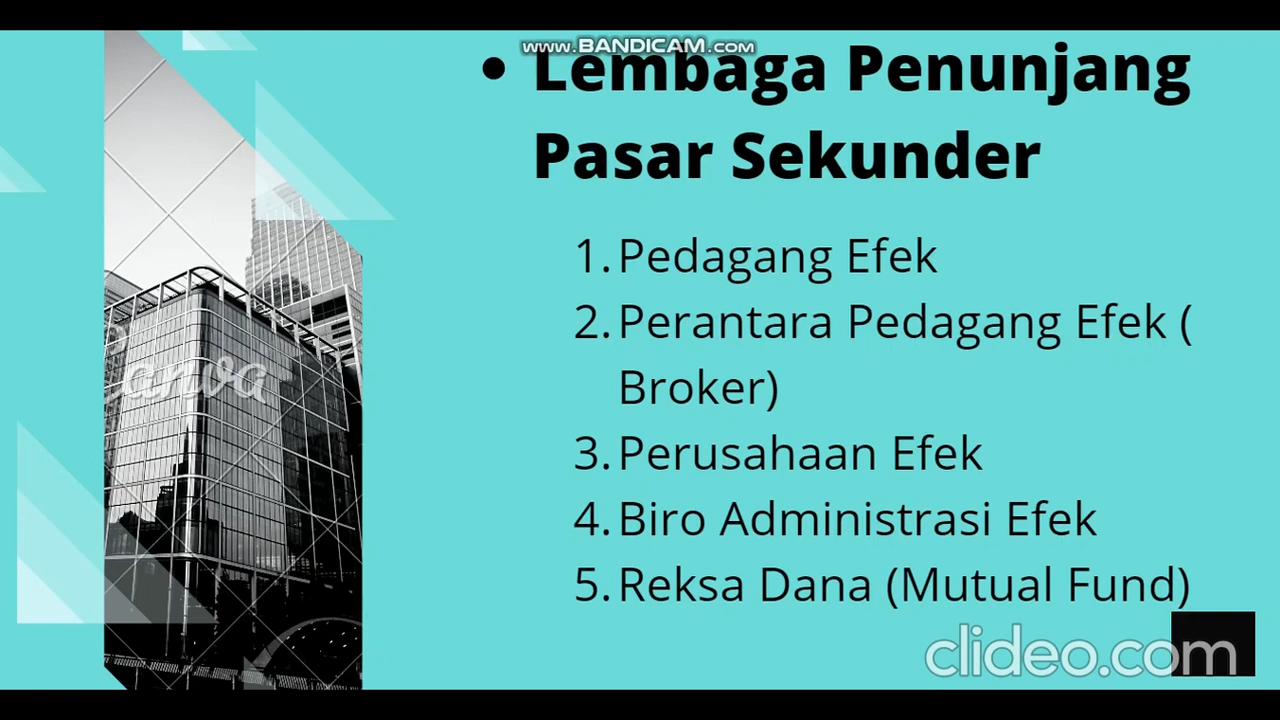 www.BANDICAM.com
• Lembaga Penunjang
Pasar Sekunder
1. Pedagang Efek
2. Perantara Pedagang Efek (
Broker)
3. Perusahaan Efek
4. Biro Administrasi Efek
5. Reksa Dana (Mutual Fund)
Canva
clideo.com